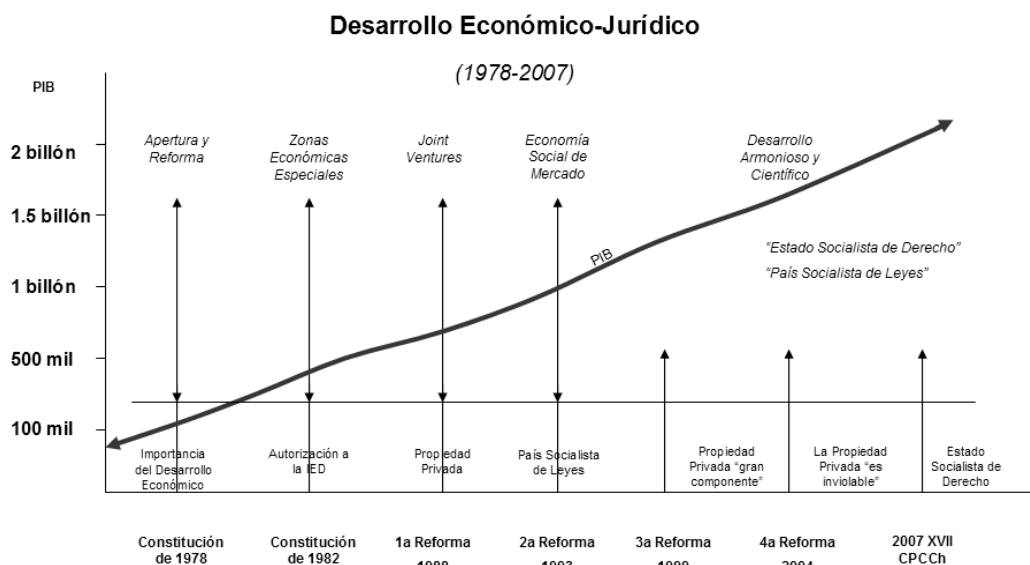 Desarrollo Económico-Jurídico
(1978-2007)
PIB
2 billón
1.5 billón
1 billón
500 mil
100 mil
Apertura y
Reforma
Zonas
Económicas
Especiales
Joint
Ventures
Economía
Social de
Mercado
Desarrollo
Armonioso y
Científico
PIB
"Estado Socialista de Derecho"
"País Socialista de Leyes"
Importancia
del Desarrollo
Económico
Autorización a
la IED
Propiedad
Privada
País Socialista
de Leyes
Propiedad
Privada "gran
componente"
La Propiedad
Privada "es
inviolable"
Estado
Socialista de
Derecho
Constitución
de 1978
Constitución
de 1982
1a Reforma
1988
2a Reforma
1993
3a Reforma
1999
4a Reforma
2004
2007 XVII
CPCCh